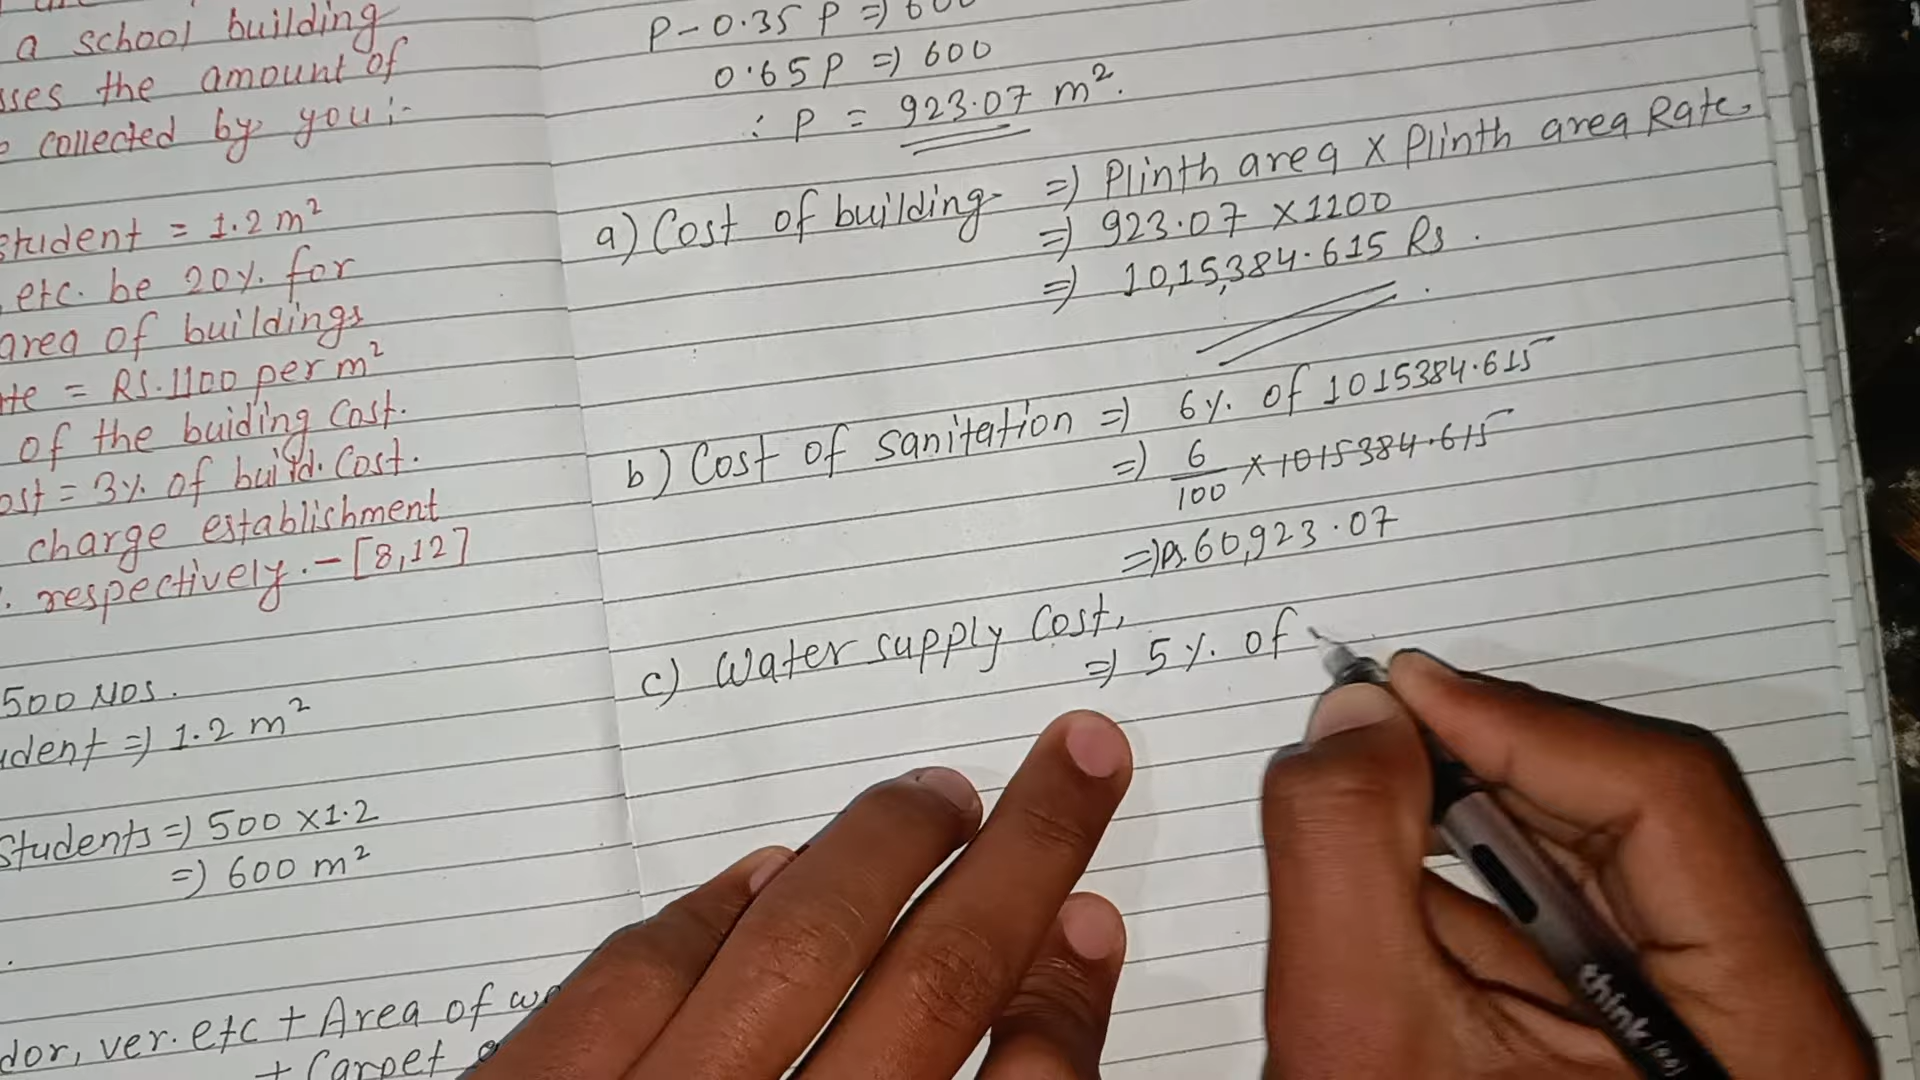 a school building
sses the amount of
collected by you :-
student = 1.2 m²
etc. be 20%. for
area of buildings
te = RS.1100 per m²
of the buiding cost.
ost = 3% of build. Cost.
charge establishment
. respectively. - [8,12]
500 NOS.
udent => 1.2 m²
Students => 500 x1.2
=> 600 m²
dor, ver. etc + Area of
+ Carpet
P - 0.35 P => 600
0.65P => 600
∴ P = 923.07 m².
a) Cost of building => Plinth area x Plinth area Rate.
=> 923.07 x1100
=> 10,15,384.615 Rs.
b) Cost of sanitation => 6%. of 1015384.615
=> 6/100 x 1015384.615
=> Rs.60,923.07
c) Water supply Cost,
=> 5%. of
think